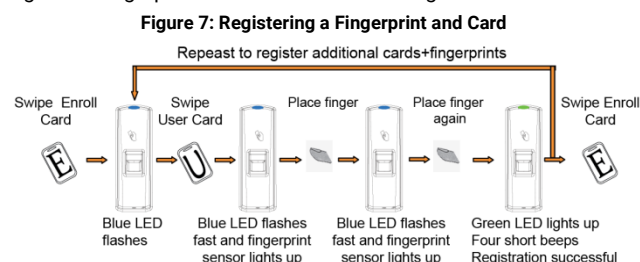 Figure 7: Registering a Fingerprint and Card
Repeast to register additional cards+fingerprints
Swipe Enroll
Card
Swipe
User Card
Place finger
Place finger
again
Swipe Enroll
Card
E
U
E
Blue LED
flashes
Blue LED flashes
fast and fingerprint
sensor lights up
Blue LED flashes
fast and fingerprint
sensor lights up
Green LED lights up
Four short beeps
Registration successful